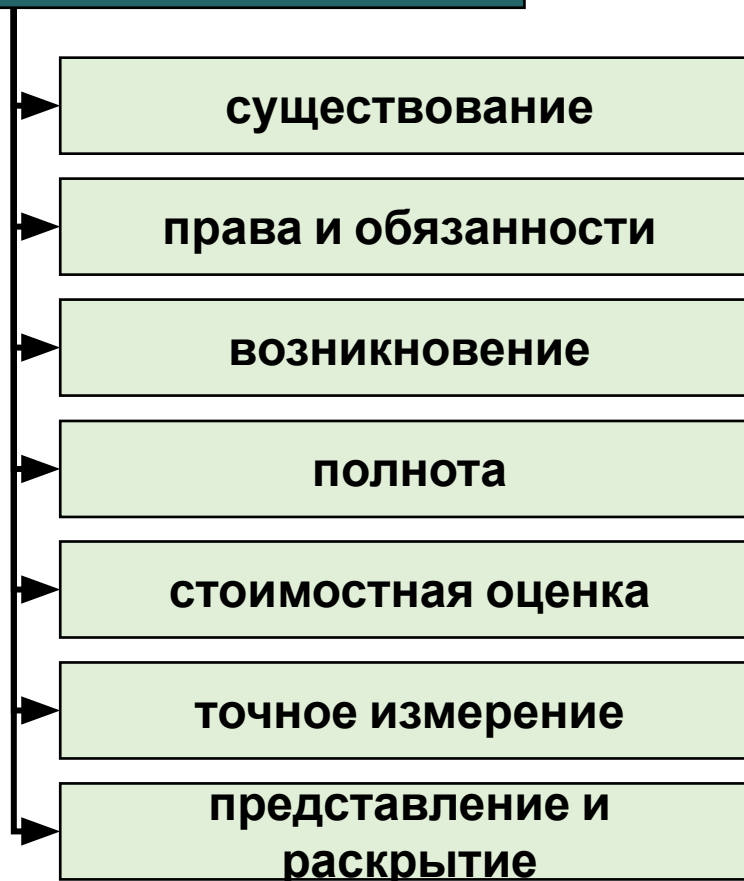 существование
права и обязанности
возникновение
полнота
стоимостная оценка
точное измерение
представление и
раскрытие